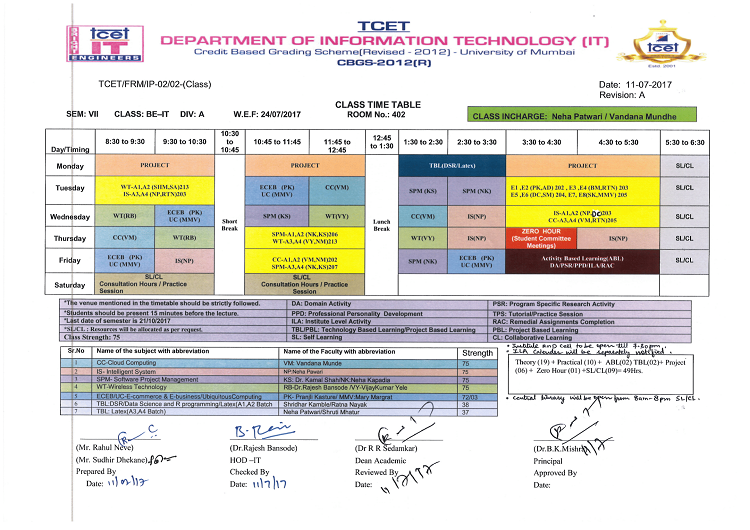 TCET
DEPARTMENT OF INFORMATION TECHNOLOGY (IT)
Credit Based Grading Scheme(Revised - 2012) - University of Mumbai
CBGS-2012(R)
tcet
IT
ENGINEERS
tcet
Estd 2001
TCET/FRM/IP-02/02-(Class)
Date: 11-07-2017
Revision: A
CLASS TIME TABLE
SEM: VII CLASS: BE–IT DIV: A W.E.F: 24/07/2017 ROOM No.: 402
CLASS INCHARGE: Neha Patwari / Vandana Mundhe
Day/Timing 8:30 to 9:30 9:30 to 10:30 10:30 to 10:45 10:45 to 11:45 11:45 to 12:45 12:45 to 1:30 1:30 to 2:30 2:30 to 3:30 3:30 to 4:30 4:30 to 5:30 5:30 to 6:30
Monday PROJECT PROJECT TBL(DSR/Latex) PROJECT SL/CL
Tuesday WT-A1,A2 (SHM,SA)213 IS-A3,A4 (NP,RTN)203 ECEB (PK) UC (MMV) CC(VM) SPM (KS) SPM (NK) E1 ,E2 (PK,AD) 202 , E3 ,E4 (BM,RTN) 203 E5 ,E6 (DC,SM) 204, E7, E8(SK,MMV) 205 SL/CL
Wednesday WT(RB) ECEB (PK) UC (MMV) SPM (KS) WT(VY) CC(VM) IS(NP) IS-A1,A2 (NP,DC)203 CC-A3,A4 (VM,RTN)205 SL/CL
Short Break
Lunch Break
Thursday CC(VM) WT(RB) SPM-A1,A2 (NK,KS)206 WT-A3,A4 (VY,NM)213 WT(VY) IS(NP) ZERO HOUR (Student Committee Meetings) IS(NP) SL/CL
Friday ECEB (PK) UC (MMV) IS(NP) CC-A1,A2 (VM,NM)202 SPM-A3,A4 (NK,KS)207 SPM (NK) ECEB (PK) UC (MMV) Activity Based Learning(ABL) DA/PSR/PPD/ILA/RAC SL/CL
Saturday SL/CL Consultation Hours / Practice Session SL/CL Consultation Hours / Practice Session
*The venue mentioned in the timetable should be strictly followed. DA: Domain Activity PSR: Program Specific Research Activity
*Students should be present 15 minutes before the lecture. PPD: Professional Personality Development TPS: Tutorial/Practice Session
*Last date of semester is 21/10/2017 ILA: Institute Level Activity RAC: Remedial Assignments Completion
*SL/CL : Resources will be allocated as per request. TBL/PBL: Technology Based Learning/Project Based Learning PBL: Project Based Learning
Class Strength: 75 SL: Self Learning CL: Collaborative Learning
Sr.No Name of the subject with abbreviation Name of the Faculty with abbreviation Strength
1 CC-Cloud Computing VM: Vandana Munde 75
2 IS- Intelligent System NP:Neha Pawari 75
3 SPM- Software Project Management KS: Dr. Kamal Shah/NK:Neha Kapadia 75
4 WT-Wireless Technology RB-Dr.Rajesh Bansode /VY-VijayKumar Yele 75
5 ECEB/UC-E-commerce & E-business/UbiquitousComputing PK- Pranjli Kasture/ MMV:Mary Margrat 72/03
6 TBL:DSR/Data Science and R programming/Latex(A1,A2 Batch Shridhar Kamble/Ratna Nayak 38
7 TBL: Latex(A3,A4 Batch) Neha Patwari/Shruti Mhatur 37
• Institute and call to be open till 7-30pm.
• ILA Calendar will be separately notified.
Theory (19) + Practical (10) + ABL(02) TBL(02)+ Project (06) + Zero Hour (01) +SL/CL(09)= 49Hrs.
• Central library will be open from 8am-8pm SL/CL.
(Mr. Rahul Neve)
(Mr. Sudhir Dhekane)
Prepared By
Date: 11/07/17
B. Rajesh
(Dr.Rajesh Bansode)
HOD –IT
Checked By
Date: 11/7/17
(Dr R R Sedamkar)
Dean Academic
Reviewed By
Date: 11/7/17
(Dr.B.K.Mishra)
Principal
Approved By
Date: